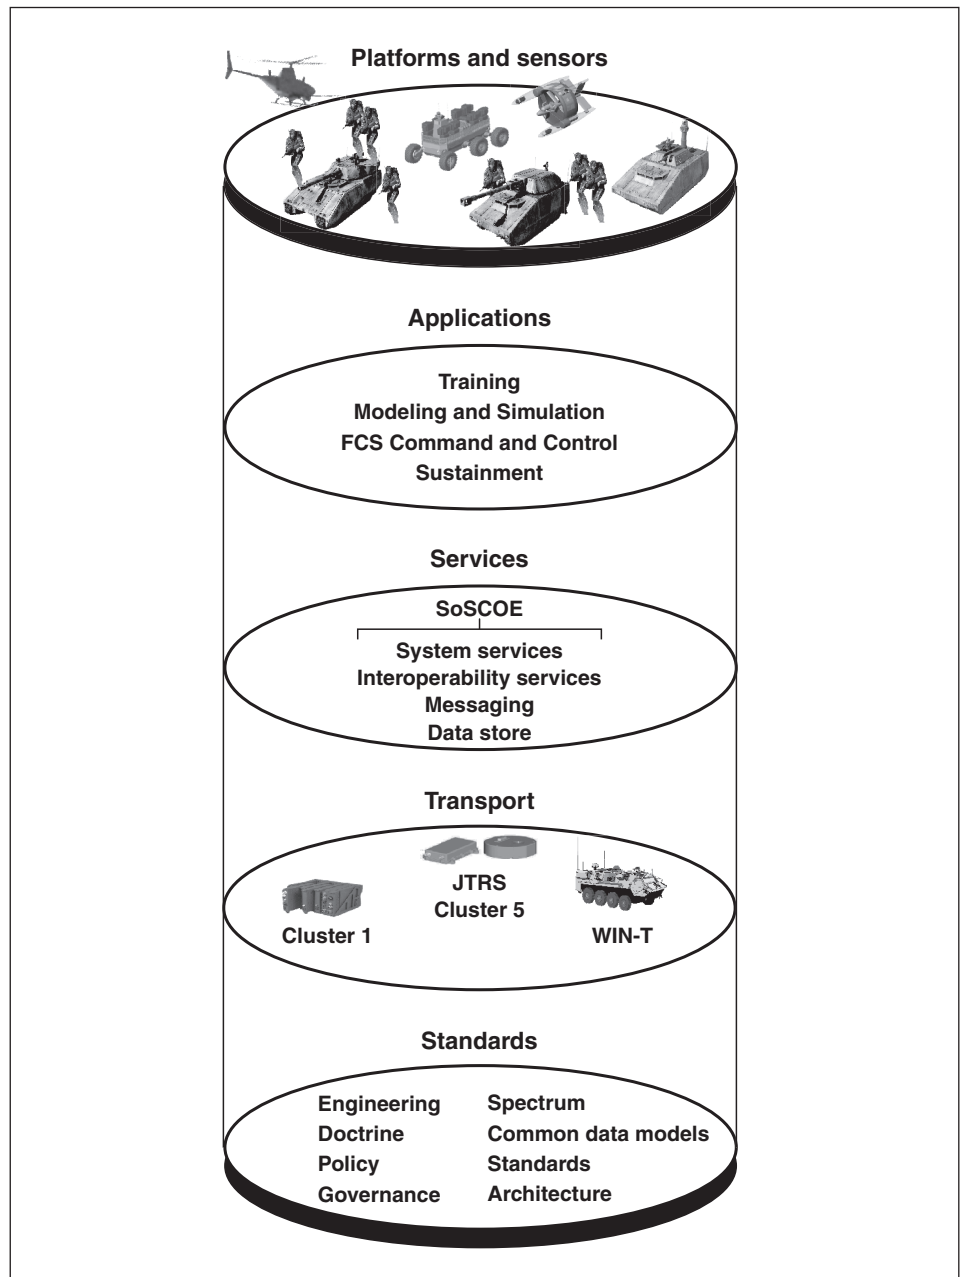 Platforms and sensors
Applications
Training
Modeling and Simulation
FCS Command and Control
Sustainment
Services
SoSCOE
System services
Interoperability services
Messaging
Data store
Transport
JTRS
Cluster 5
Cluster 1
WIN-T
Standards
Engineering
Doctrine
Policy
Governance
Spectrum
Common data models
Standards
Architecture